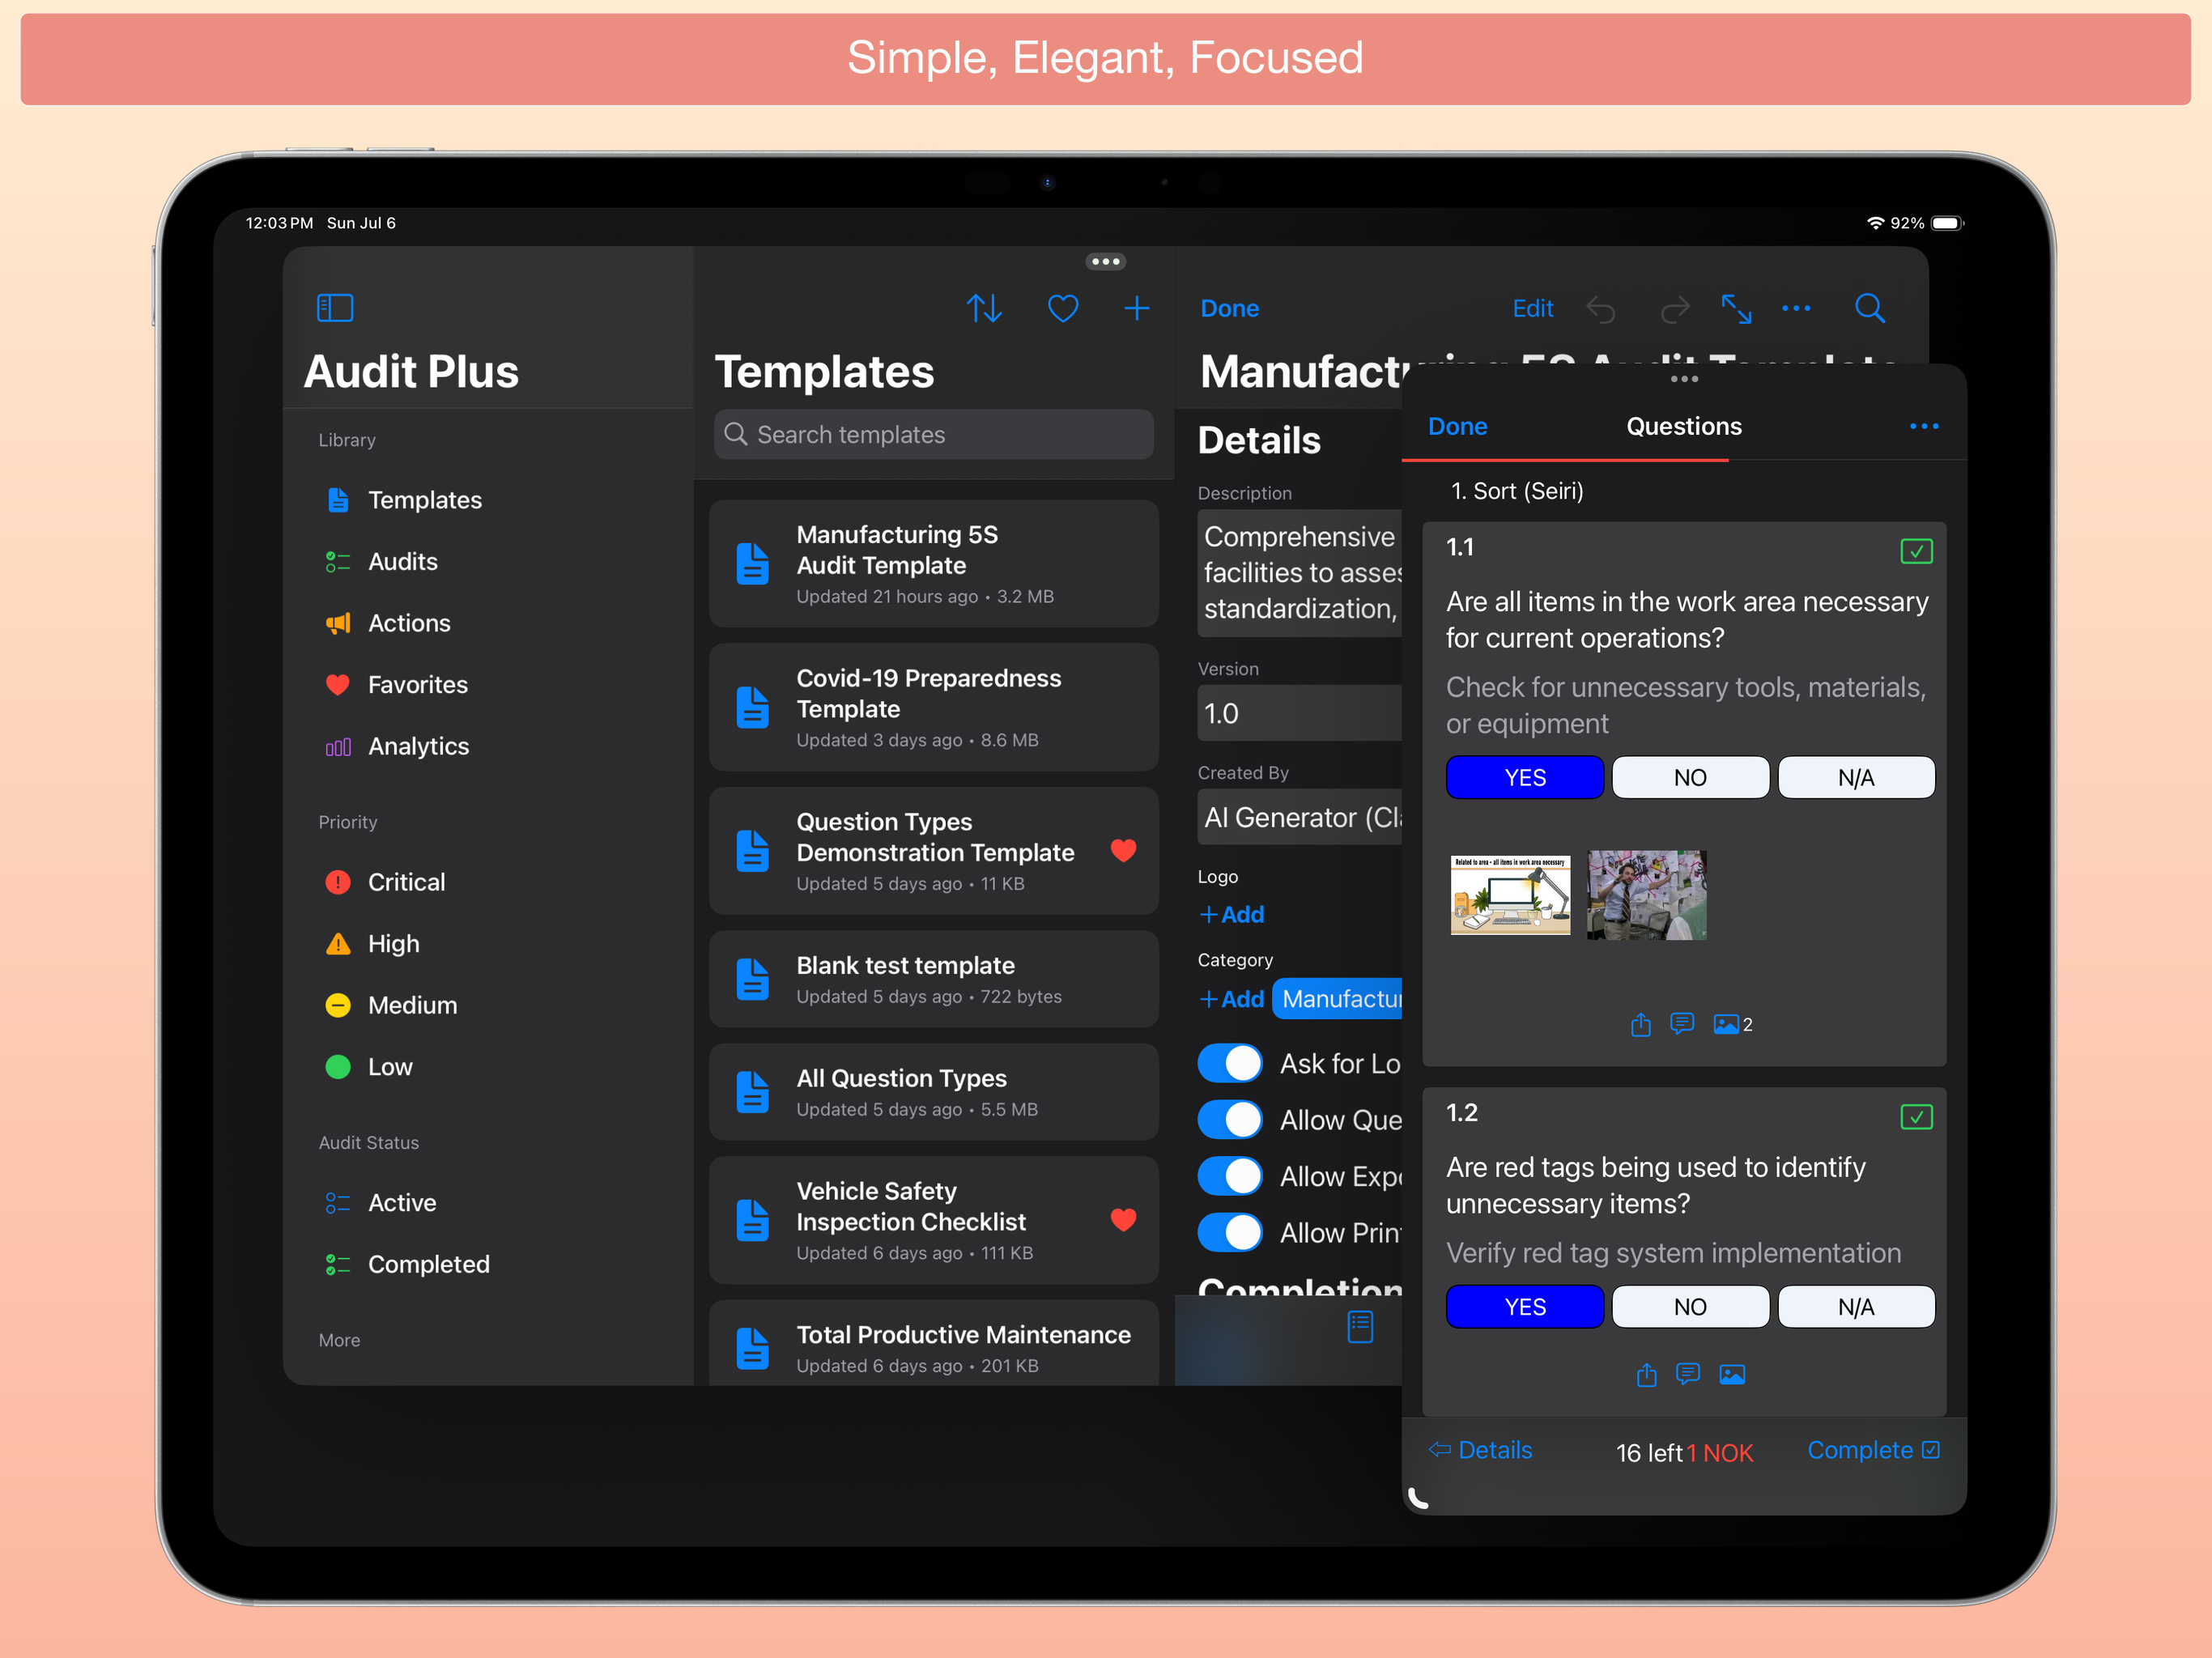 Simple, Elegant, Focused
12:03 PM Sun Jul 6
92%
Audit Plus
Library
Templates
Audits
Actions
Favorites
Analytics
Priority
Critical
High
Medium
Low
Audit Status
Active
Completed
More
Templates
Search templates
Manufacturing 5S
Audit Template
Updated 21 hours ago • 3.2 MB
Covid-19 Preparedness
Template
Updated 3 days ago • 8.6 MB
Question Types
Demonstration Template
Updated 5 days ago • 11 KB
Blank test template
Updated 5 days ago • 722 bytes
All Question Types
Updated 5 days ago • 5.5 MB
Vehicle Safety
Inspection Checklist
Updated 6 days ago • 111 KB
Total Productive Maintenance
Updated 6 days ago • 201 KB
Done Edit
Manufacturing 5S Audit Template
Details
Description
Comprehensive
facilities to asses
standardization,
Version
1.0
Created By
AI Generator (Cla
Logo
+Add
Category
+Add Manufactur
Ask for Lo
Allow Que
Allow Expo
Allow Print
Completion
Done Questions
1. Sort (Seiri)
1.1
Are all items in the work area necessary
for current operations?
Check for unnecessary tools, materials,
or equipment
YES NO N/A
Related to area - all items in work area necessary
2
1.2
Are red tags being used to identify
unnecessary items?
Verify red tag system implementation
YES NO N/A
Details 16 left 1 NOK Complete